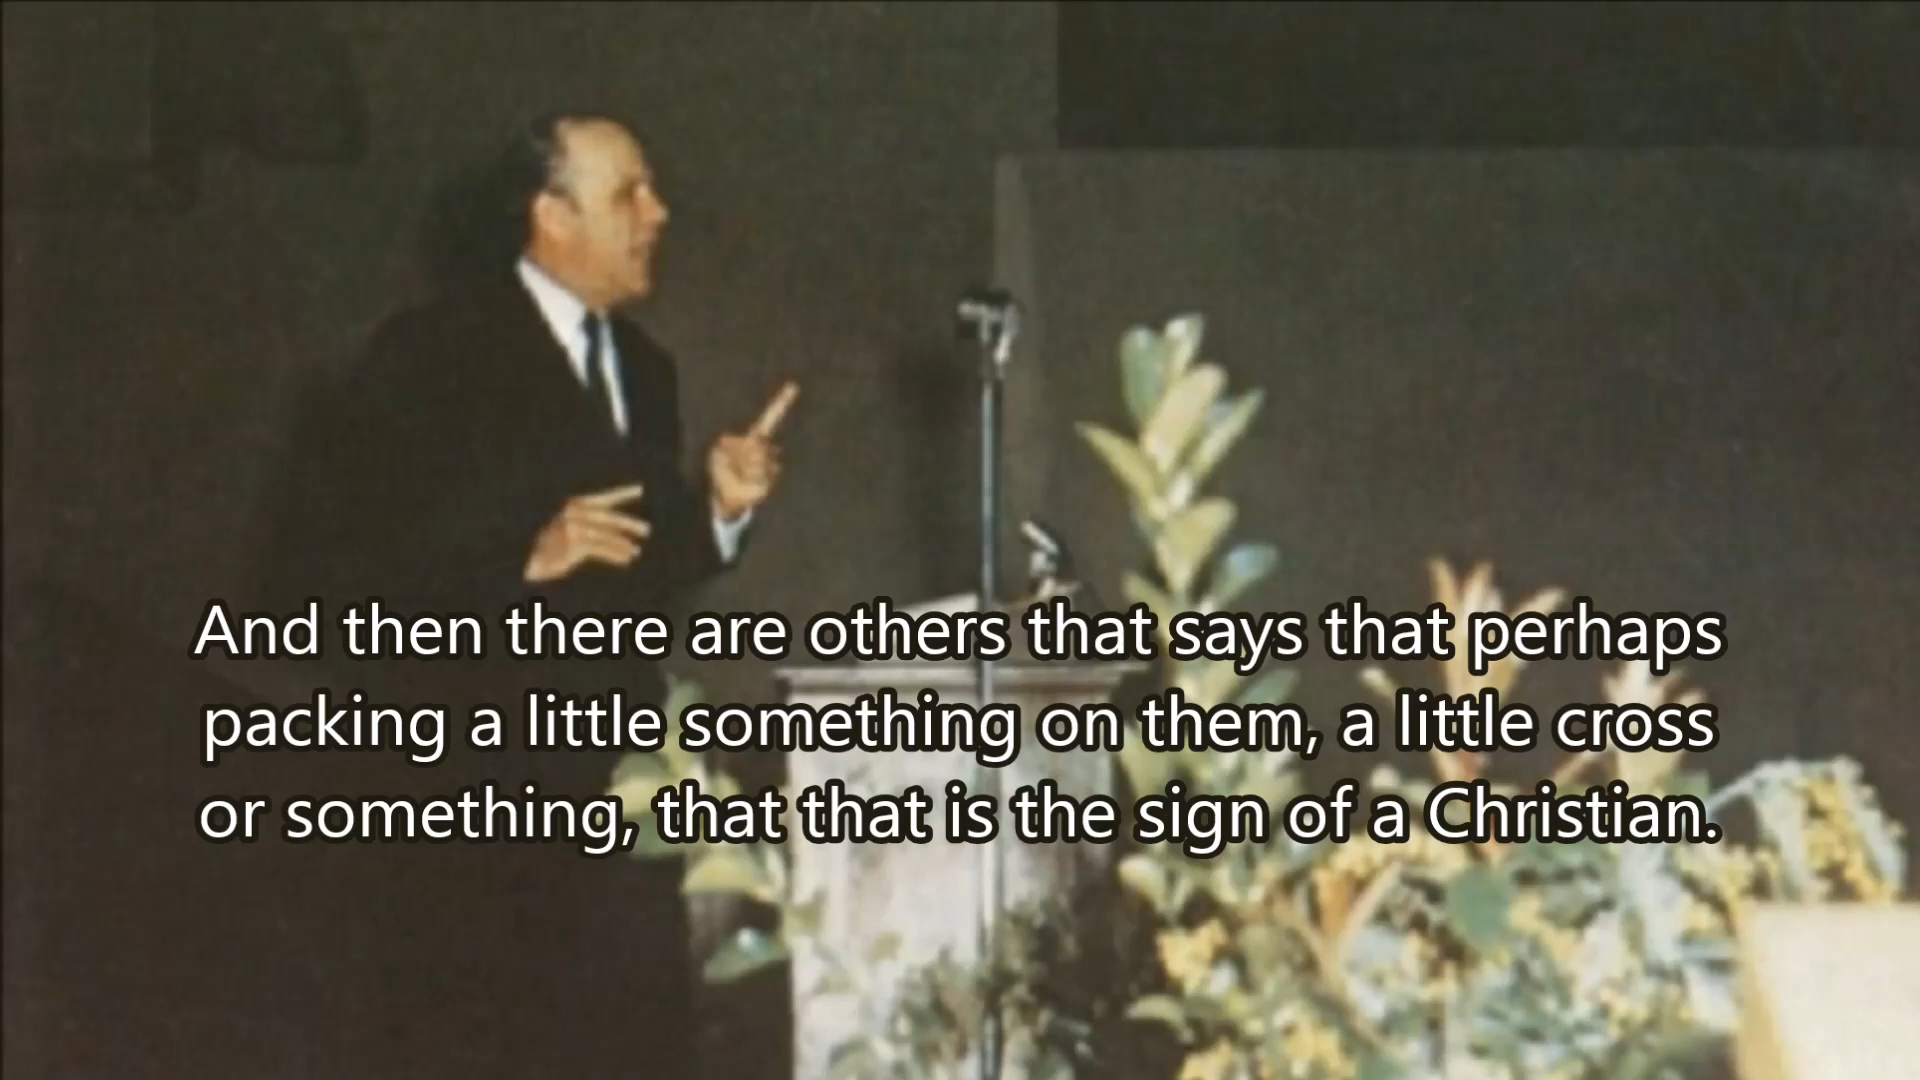 And then there are others that says that perhaps
packing a little something on them, a little cross
or something, that that is the sign of a Christian.